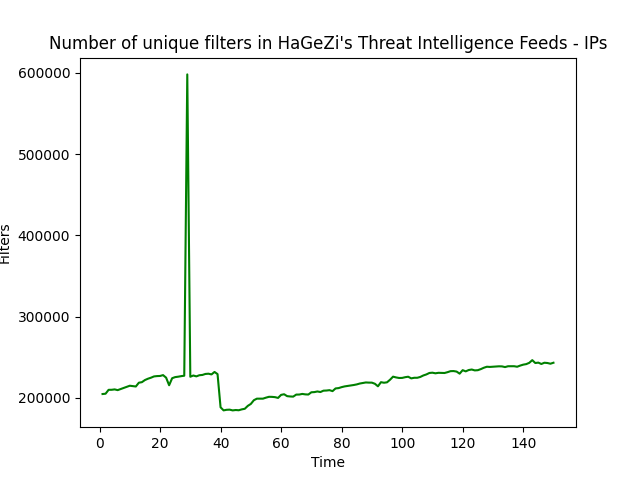 Number of unique filters in HaGeZi's Threat Intelligence Feeds - IPs
600000
500000
400000
300000
200000
Filters
0 20 40 60 80 100 120 140
Time